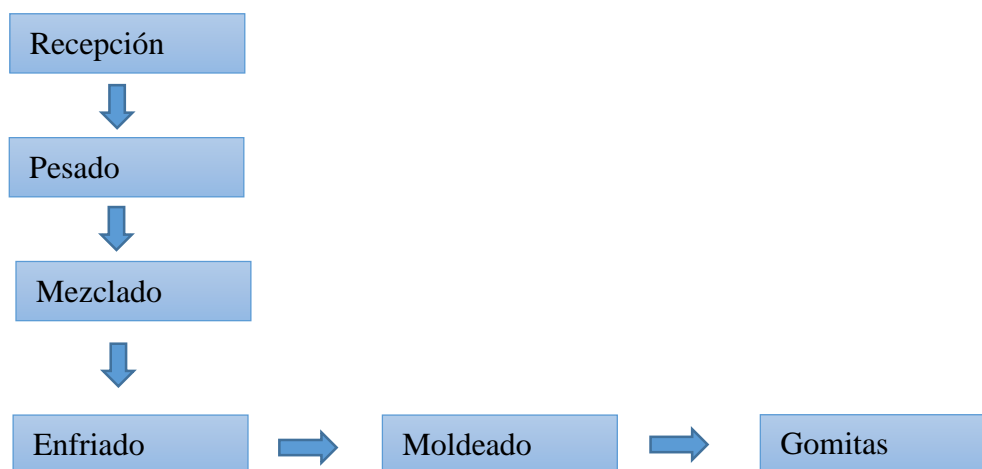 Recepción
Pesado
Mezclado
Enfriado
Moldeado
Gomitas